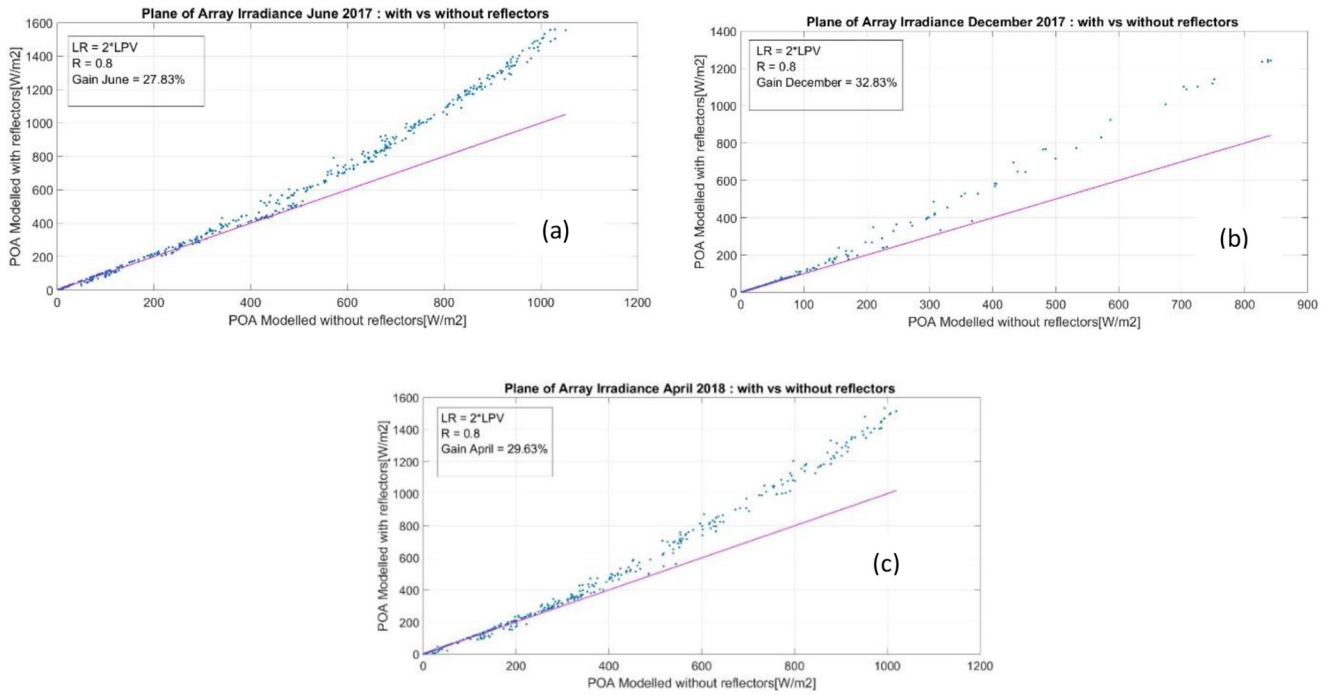 Plane of Array Irradiance June 2017 : with vs without reflectors
POA Modelled with reflectors[W/m2]
1600
1400
1200
1000
800
600
400
200
0
LR = 2*LPV
R = 0.8
Gain June = 27.83%
(a)
0 200 400 600 800 1000 1200
POA Modelled without reflectors[W/m2]
Plane of Array Irradiance December 2017 : with vs without reflectors
POA Modelled with reflectors[W/m2]
1400
1200
1000
800
600
400
200
0
LR = 2*LPV
R = 0.8
Gain December = 32.83%
(b)
0 100 200 300 400 500 600 700 800 900
POA Modelled without reflectors[W/m2]
Plane of Array Irradiance April 2018 : with vs without reflectors
POA Modelled with reflectors[W/m2]
1600
1400
1200
1000
800
600
400
200
0
LR = 2*LPV
R = 0.8
Gain April = 29.63%
(c)
0 200 400 600 800 1000 1200
POA Modelled without reflectors[W/m2]